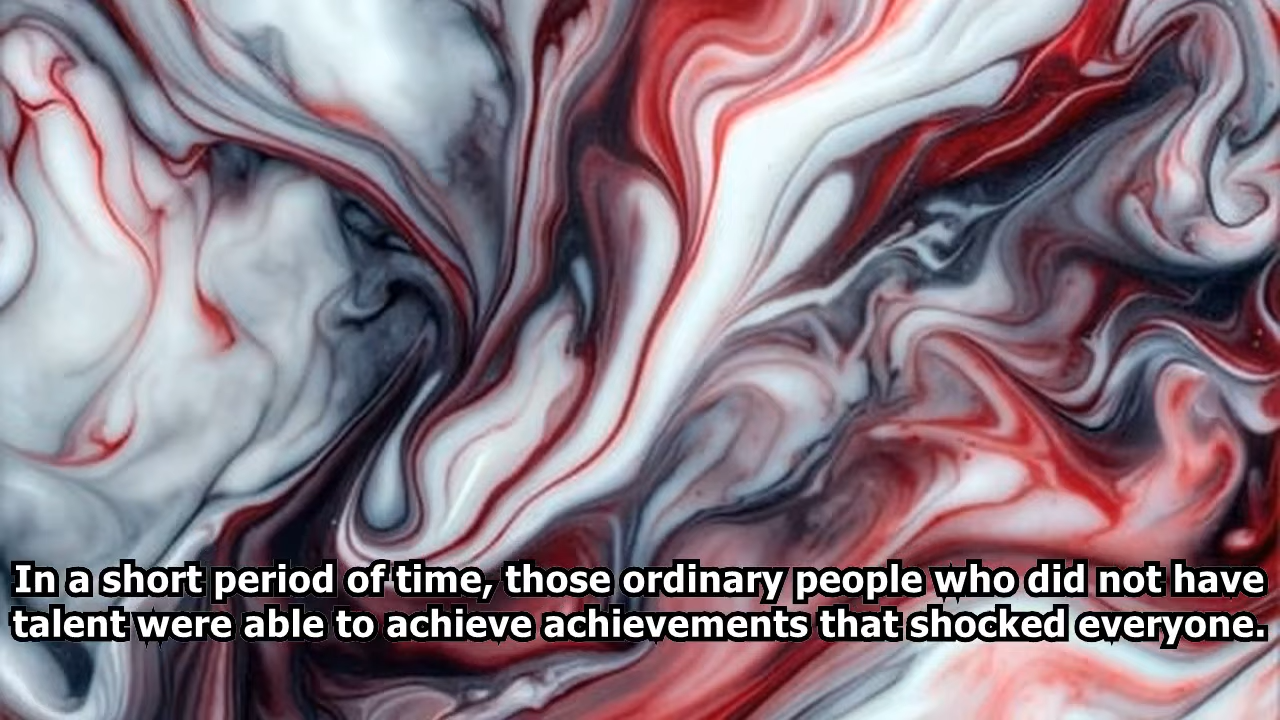 In a short period of time, those ordinary people who did not have
talent were able to achieve achievements that shocked everyone.